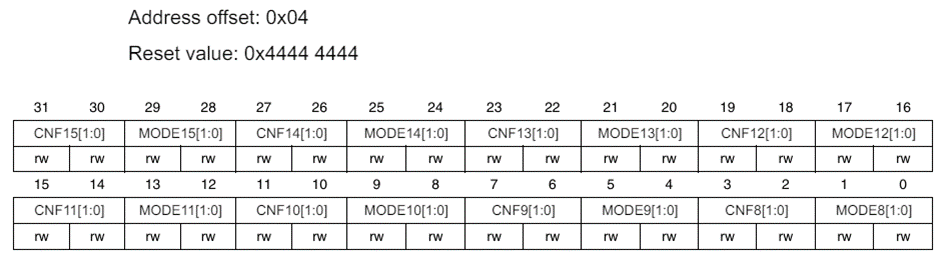 Address offset: 0x04
Reset value: 0x4444 4444
31 30 29 28 27 26 25 24 23 22 21 20 19 18 17 16
CNF15[1:0] MODE15[1:0] CNF14[1:0] MODE14[1:0] CNF13[1:0] MODE13[1:0] CNF12[1:0] MODE12[1:0]
rw rw rw rw rw rw rw rw rw rw rw rw rw rw rw rw
15 14 13 12 11 10 9 8 7 6 5 4 3 2 1 0
CNF11[1:0] MODE11[1:0] CNF10[1:0] MODE10[1:0] CNF9[1:0] MODE9[1:0] CNF8[1:0] MODE8[1:0]
rw rw rw rw rw rw rw rw rw rw rw rw rw rw rw rw